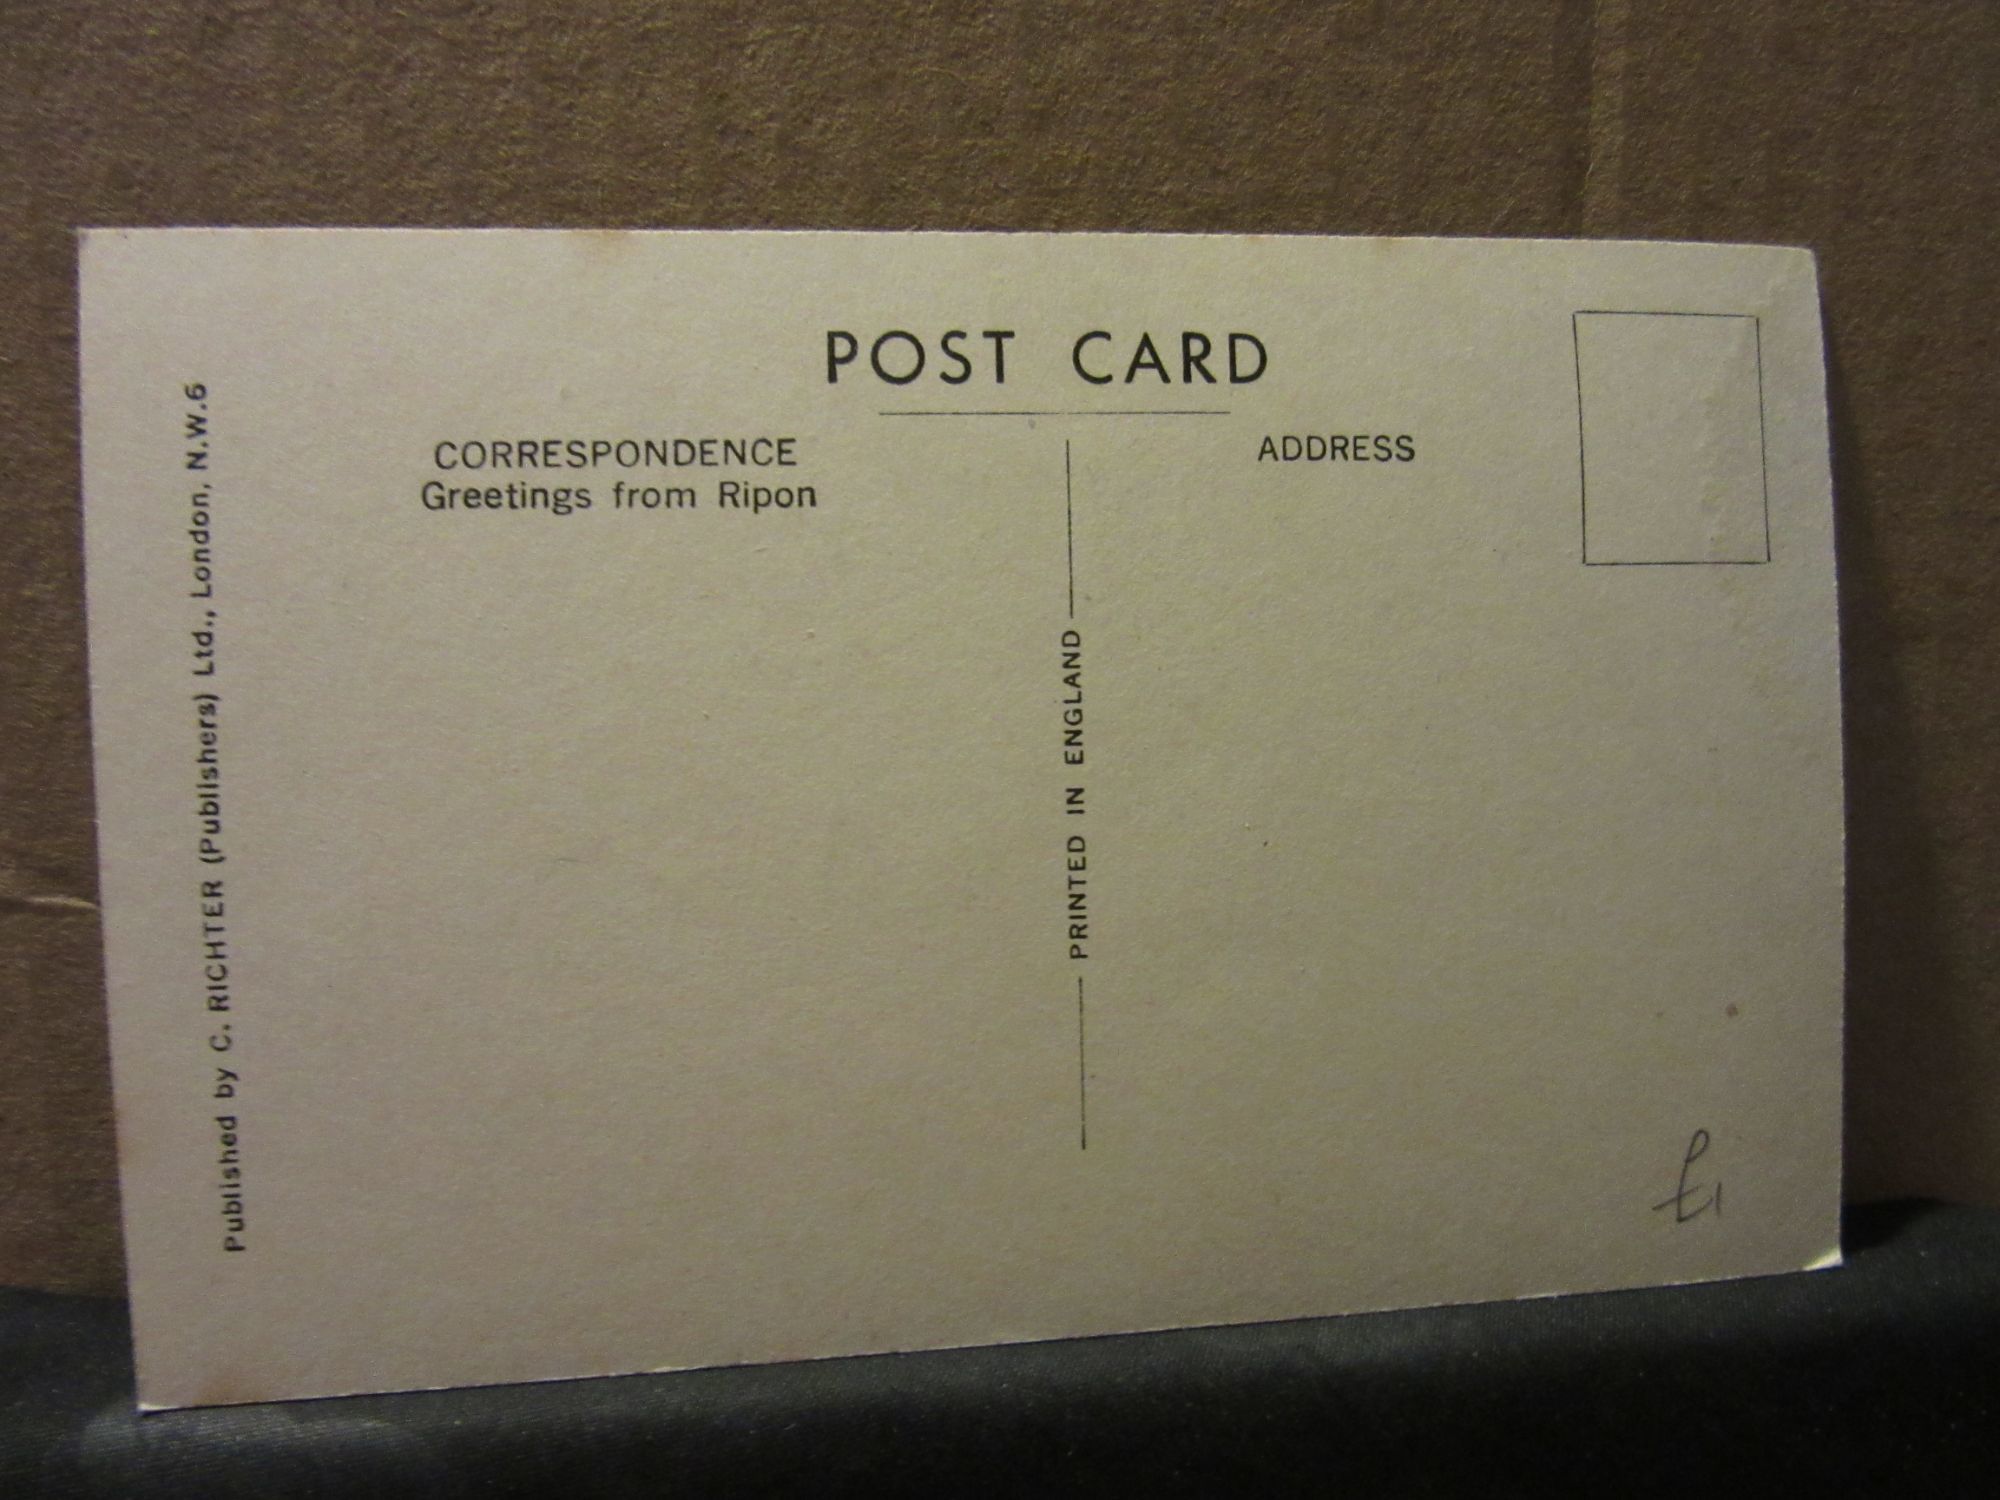 POST CARD
CORRESPONDENCE
Greetings from Ripon
ADDRESS
PRINTED IN ENGLAND
Published by C. RICHTER (Publishers) Ltd., London, N.W.6
£1